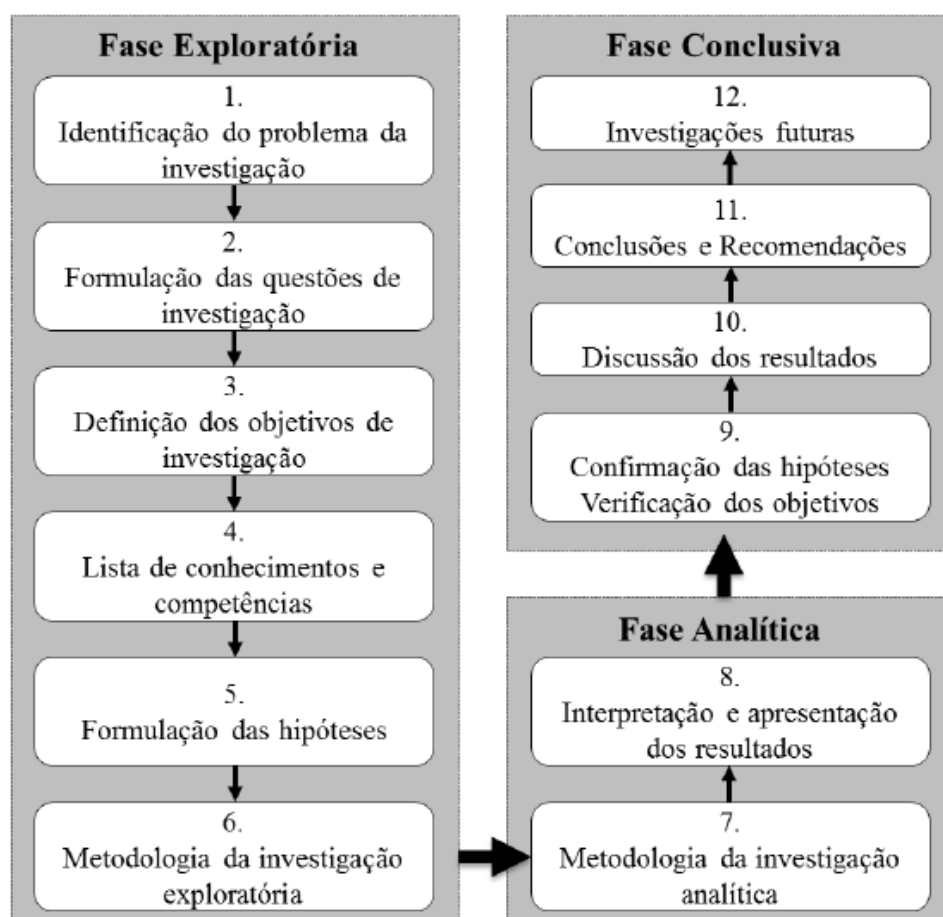 Fase Exploratória
1.
Identificação do problema da
investigação
2.
Formulação das questões de
investigação
3.
Definição dos objetivos de
investigação
4.
Lista de conhecimentos e
competências
5.
Formulação das hipóteses
6.
Metodologia da investigação
exploratória
Fase Analítica
7.
Metodologia da investigação
analítica
8.
Interpretação e apresentação
dos resultados
Fase Conclusiva
9.
Confirmação das hipóteses
Verificação dos objetivos
10.
Discussão dos resultados
11.
Conclusões e Recomendações
12.
Investigações futuras